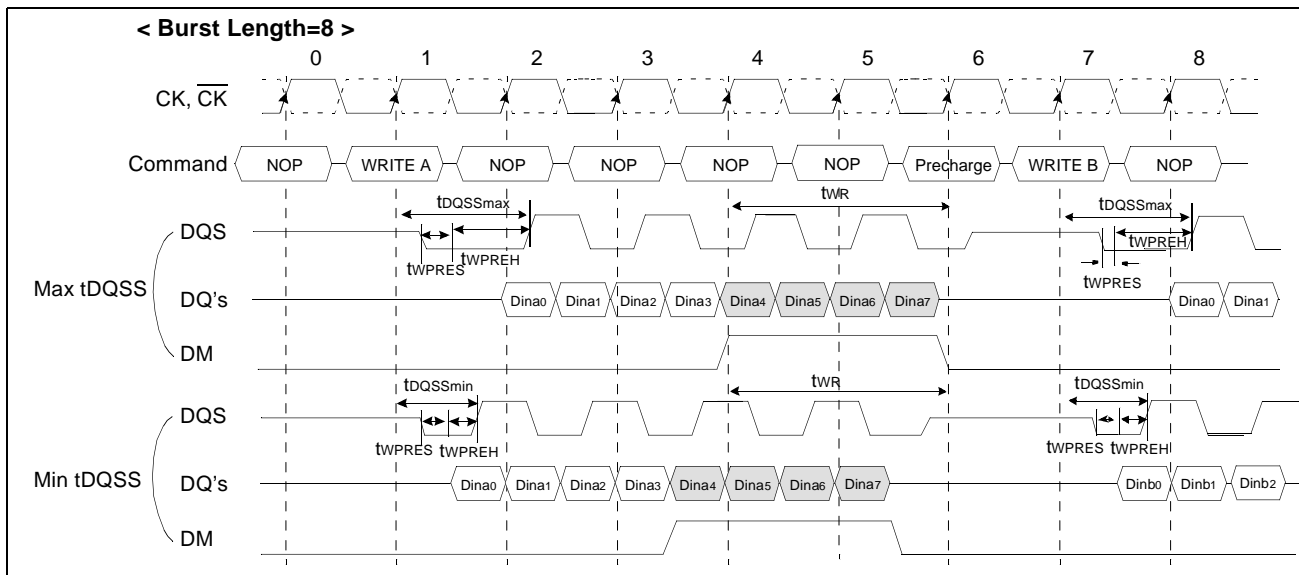 < Burst Length=8 >
0 1 2 3 4 5 6 7 8
CK, CK
Command NOP WRITE A NOP NOP NOP NOP Precharge WRITE B NOP
tDQSSmax tWR tDQSSmax
DQS
tWPRES tWPREH tWPREH
tWPRES
Max tDQSS
DQ's Dina0 Dina1 Dina2 Dina3 Dina4 Dina5 Dina6 Dina7 Dina0 Dina1
DM
tDQSSmin tWR tDQSSmin
DQS
tWPRES tWPREH tWPRES tWPREH
Min tDQSS
DQ's Dina0 Dina1 Dina2 Dina3 Dina4 Dina5 Dina6 Dina7 Dinb0 Dinb1 Dinb2
DM